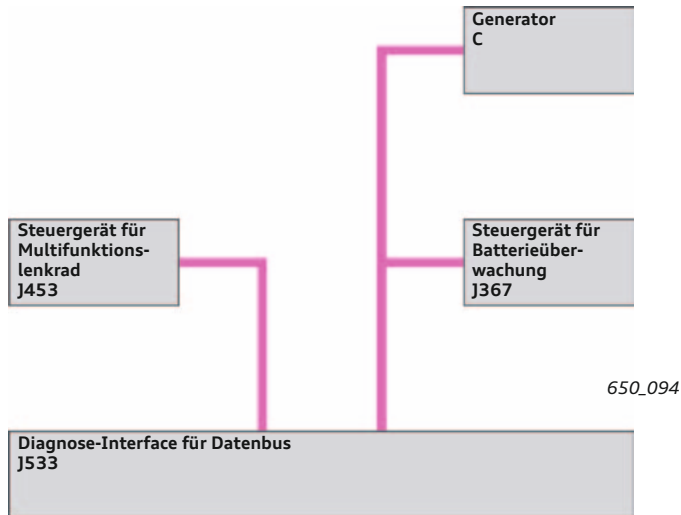 Generator
C
Steuergerät für
Multifunktions-
lenkrad
J453
Steuergerät für
Batterieüber-
wachung
J367
650_094
Diagnose-Interface für Datenbus
J533